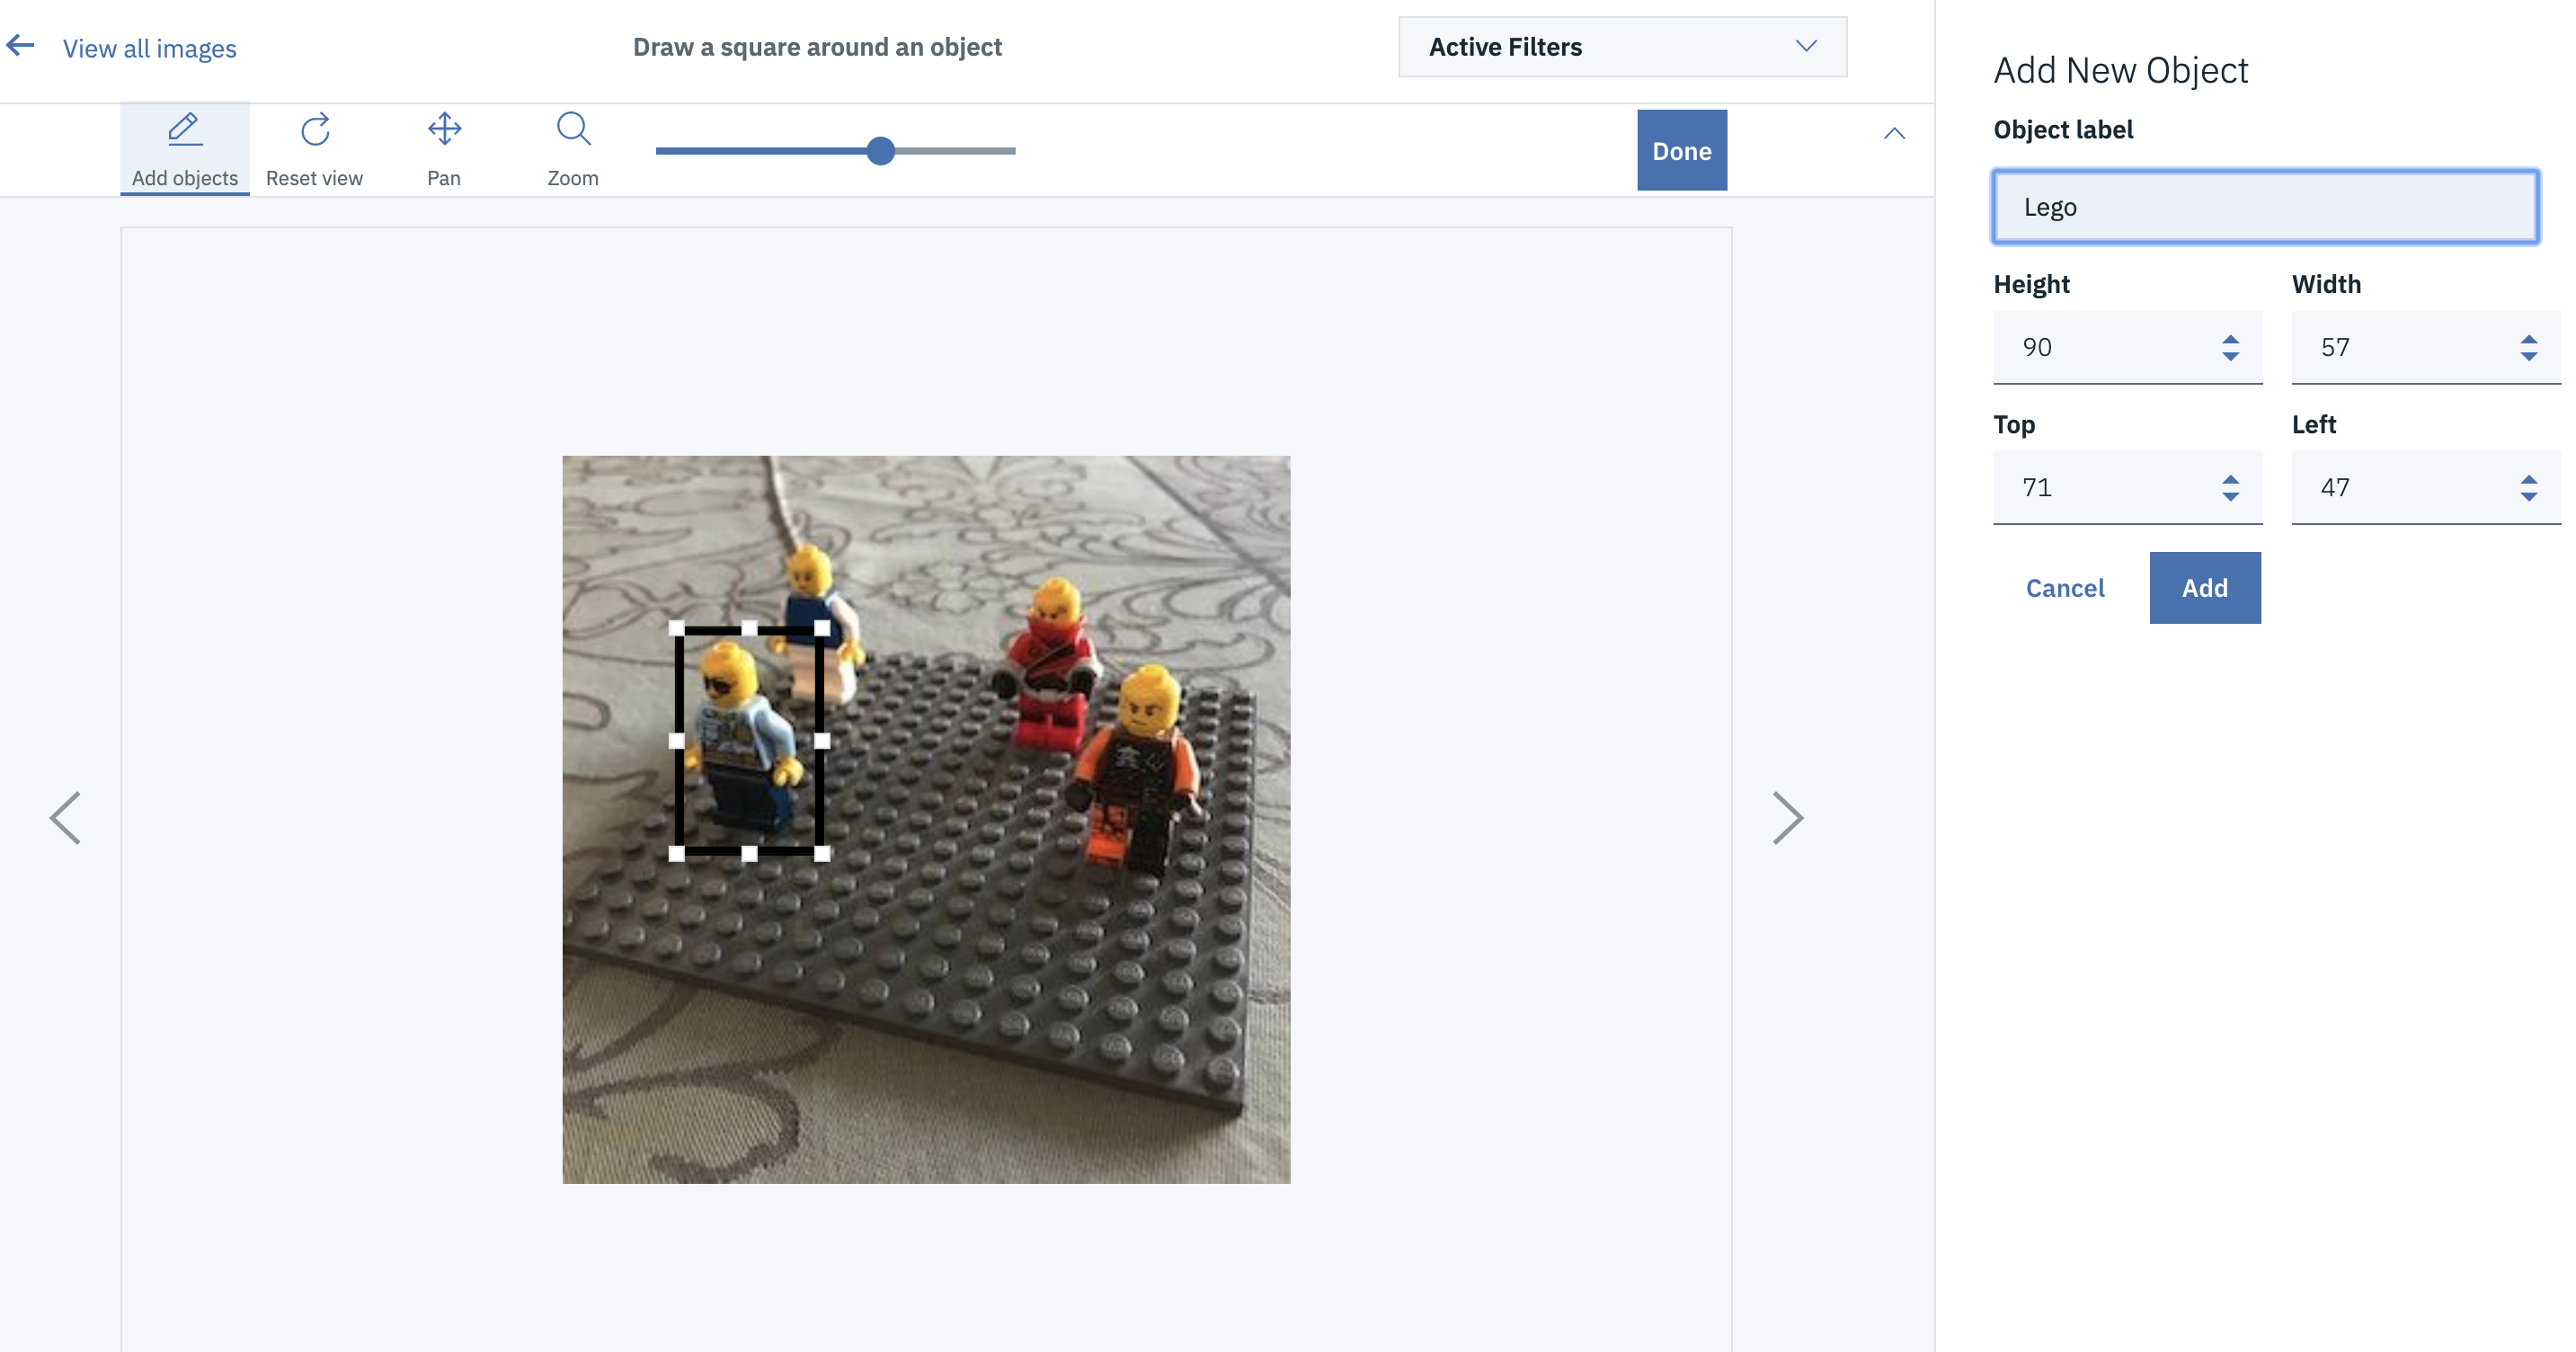 View all images
Draw a square around an object
Active Filters
Add objects
Reset view
Pan
Zoom
Done
Add New Object
Object label
Lego
Height
Width
90
57
Top
Left
71
47
Cancel
Add